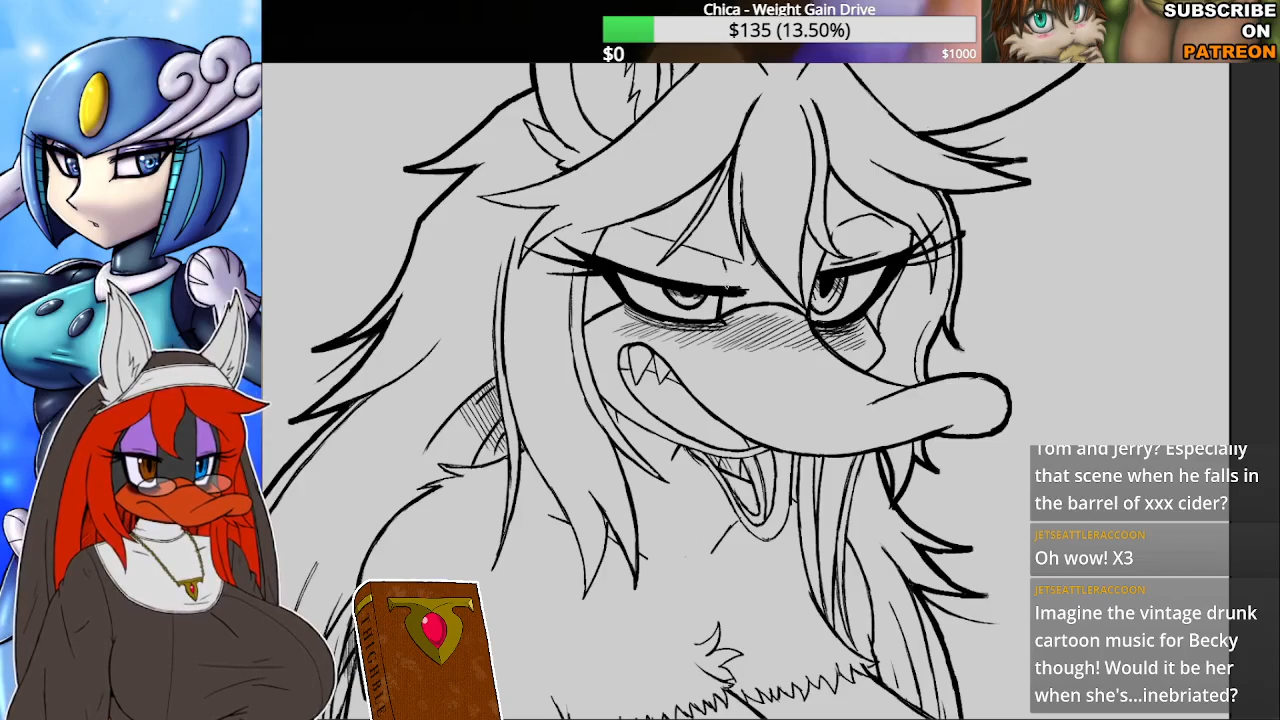 Chica - Weight Gain Drive
$135 (13.50%)
$0
$1000
SUBSCRIBE
ON
PATREON
Tom and Jerry? Especially
that scene when he falls in
the barrel of xxx cider?
JETSEATTLERACCOON
Oh wow! X3
JETSEATTLERACCOON
Imagine the vintage drunk
cartoon music for Becky
though! Would it be her
when she's...inebriated?
THIGHBLE